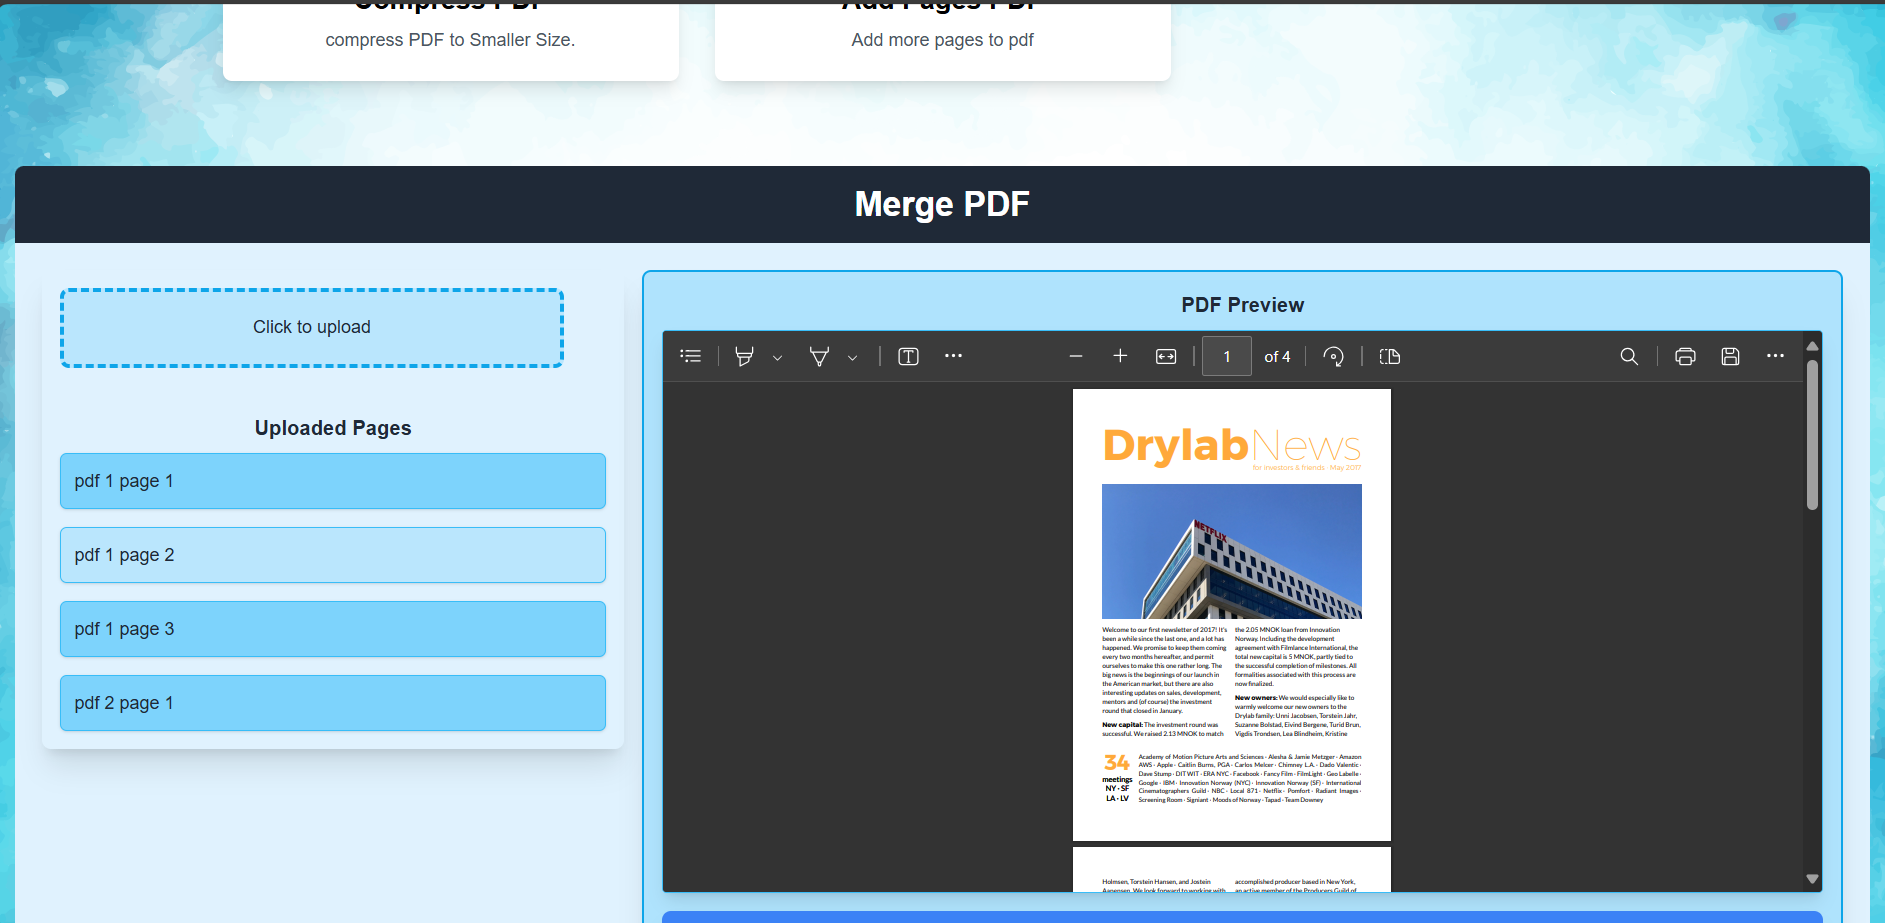 Compress PDF
Add Pages PDF
compress PDF to Smaller Size.
Add more pages to pdf
Merge PDF
Click to upload
Uploaded Pages
pdf 1 page 1
pdf 1 page 2
pdf 1 page 3
pdf 2 page 1
PDF Preview
1 of 4
DrylabNews
for investors & friends · May 2017
NETFLIX
Welcome to our first newsletter of 2017! It's
been a while since the last one, and a lot has
happened. We promise to keep them coming
every two months hereafter, and permit
ourselves to make this one rather long. The
big news is the beginnings of our launch in
the American market, but there are also
interesting updates on sales, development,
mentors and (of course) the investment
round that closed in January.
New capital: The investment round was
successful. We raised 2.13 MNOK to match
the 2.05 MNOK loan from Innovation
Norway. Including the development
agreement with Filmlance International, the
total new capital is 5 MNOK, partly tied to
the successful completion of milestones. All
formalities associated with this process are
now finalized.
New owners: We would especially like to
warmly welcome our new owners to the
Drylab family: Unni Jacobsen, Torstein Jahr,
Suzanne Bolstad, Eivind Bergene, Turid Brun,
Vigdis Trondsen, Lea Blindheim, Kristine
34
meetings
NY · SF
LA · LV
Academy of Motion Picture Arts and Sciences · Alesha & Jamie Metzger · Amazon
AWS · Apple · Caitlin Burns, PGA · Carlos Melcer · Chimney L.A. · Dado Valentic ·
Dave Stump · DIT WIT · ERA NYC · Facebook · Fancy Film · FilmLight · Geo Labelle ·
Google · IBM · Innovation Norway (NYC) · Innovation Norway (SF) · International
Cinematographers Guild · NBC · Local 871 · Netflix · Pomfort · Radiant Images ·
Screening Room · Signiant · Moods of Norway · Tapad · Team Downey
Holmsen, Torstein Hansen, and Jostein
Aanensen. We look forward to working with
accomplished producer based in New York,
an active member of the Producers Guild of